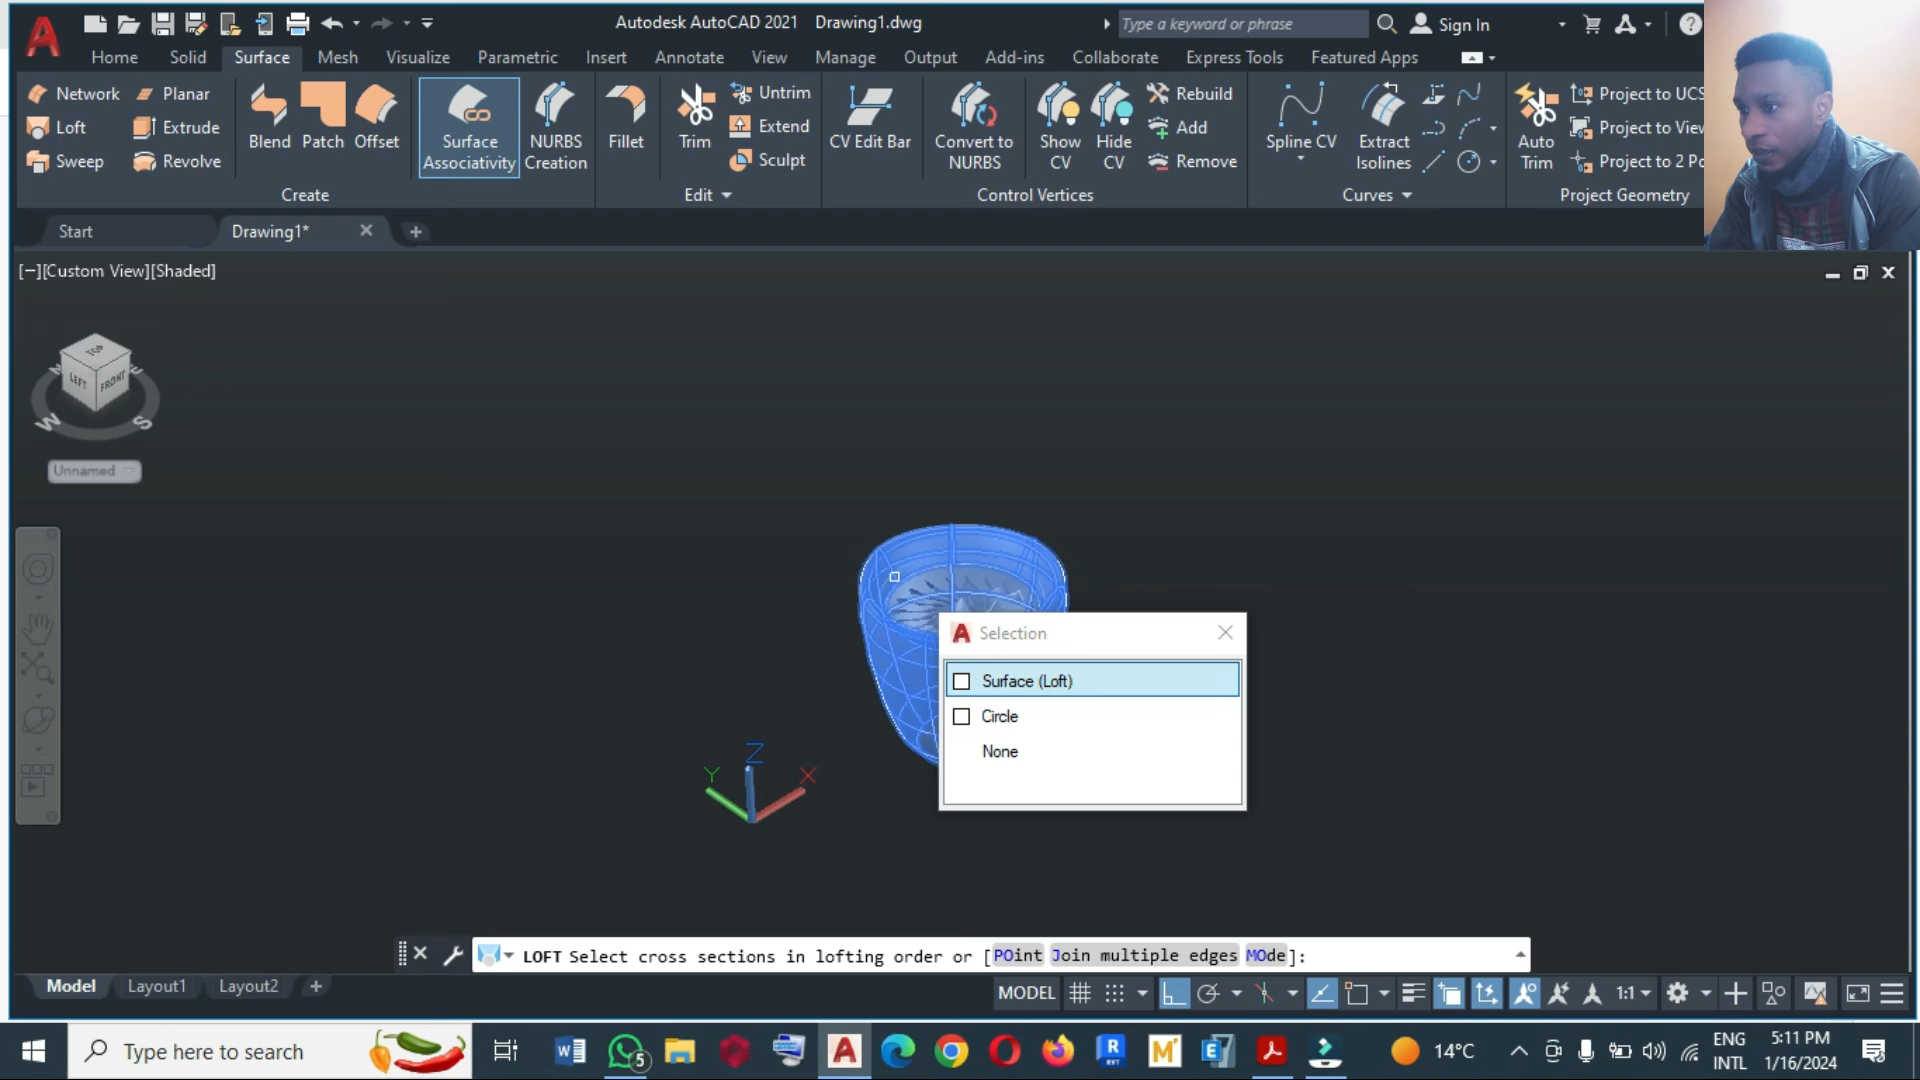 Autodesk AutoCAD 2021 Drawing1.dwg
Type a keyword or phrase
Sign In
Home Solid Surface Mesh Visualize Parametric Insert Annotate View Manage Output Add-ins Collaborate Express Tools Featured Apps
Network
Planar
Loft
Extrude
Sweep
Revolve
Blend
Patch
Offset
Surface
Associativity
NURBS
Creation
Fillet
Trim
Untrim
Extend
Sculpt
CV Edit Bar
Convert to
NURBS
Show
CV
Hide
CV
Rebuild
Add
Remove
Spline CV
Extract
Isolines
Auto
Trim
Project to UCS
Project to View
Project to 2 Po
Create
Edit
Control Vertices
Curves
Project Geometry
Start
Drawing1*
[−][Custom View][Shaded]
TOP
LEFT
FRONT
N
E
W
S
Unnamed
Selection
Surface (Loft)
Circle
None
Z
Y
X
LOFT Select cross sections in lofting order or [POint Join multiple edges MOde]:
Model Layout1 Layout2
MODEL
1:1
Type here to search
5
14°C
ENG
INTL
5:11 PM
1/16/2024